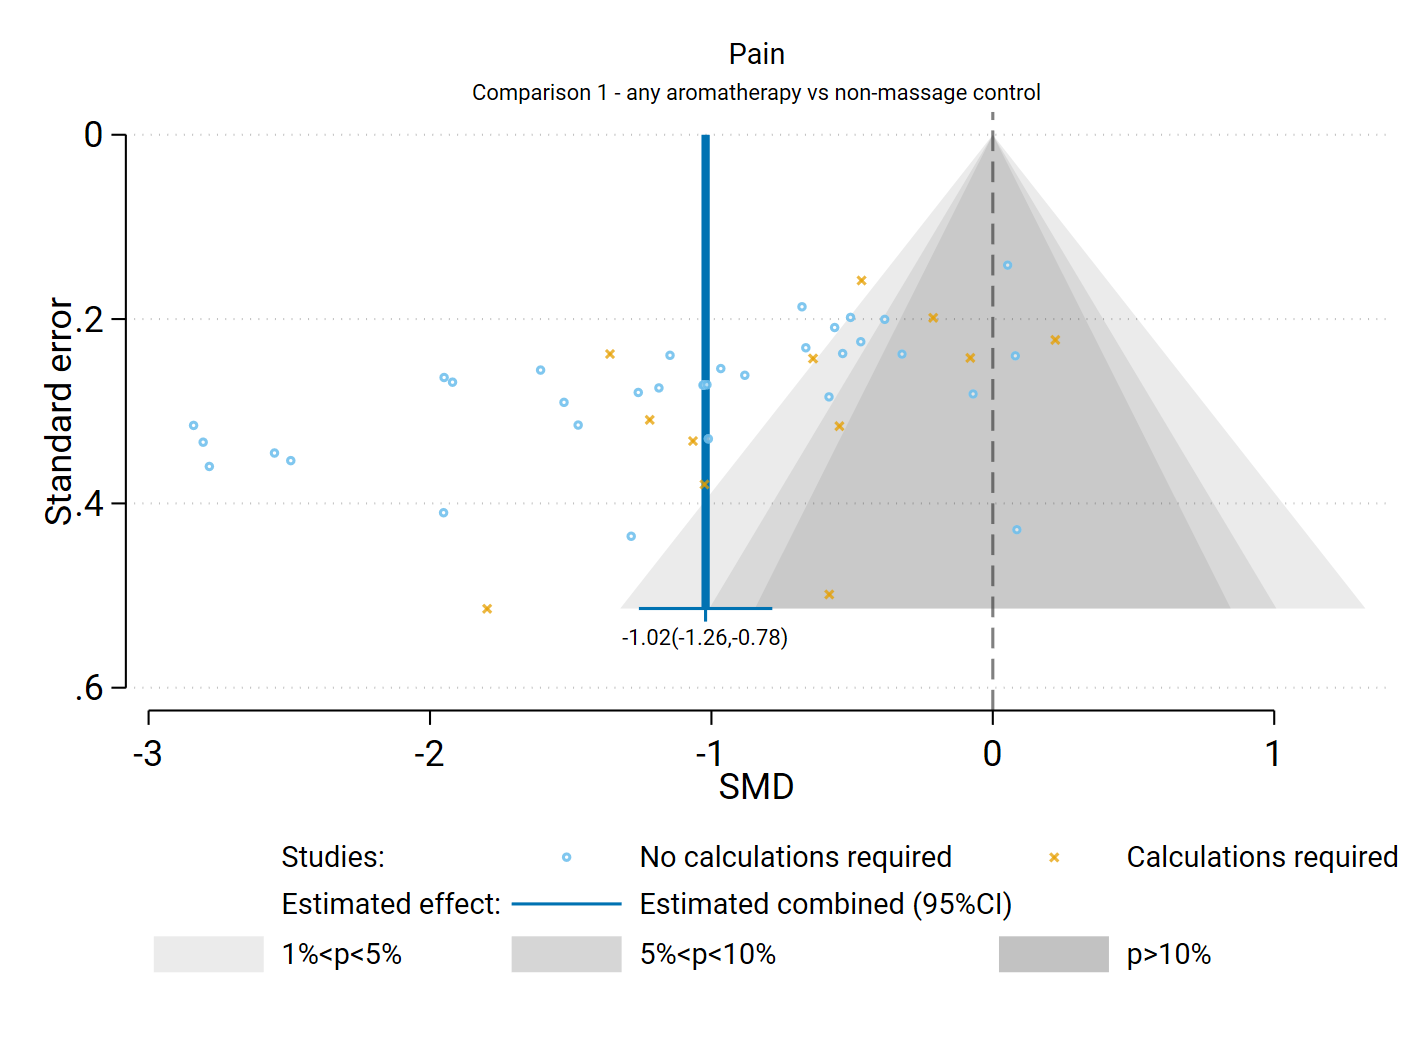 Pain
Comparison 1 - any aromatherapy vs non-massage control
Standard error
0
.2
.4
.6
-1.02(-1.26,-0.78)
-3 -2 -1 0 1
SMD
Studies: No calculations required Calculations required
Estimated effect: Estimated combined (95%CI)
1%<p<5% 5%<p<10% p>10%